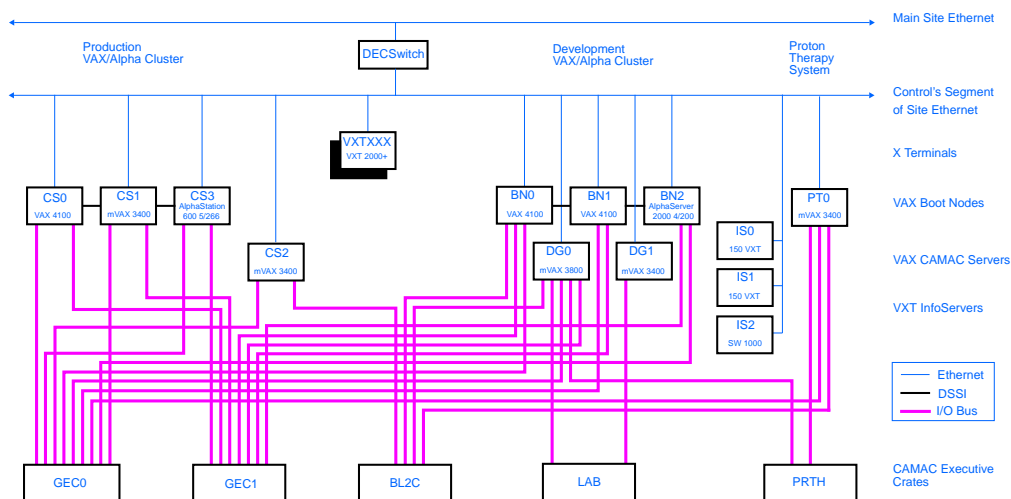 Main Site Ethernet
Production
VAX/Alpha Cluster
DECSwitch
Development
VAX/Alpha Cluster
Proton
Therapy
System
Control's Segment
of Site Ethernet
VXTXXX
VXT 2000+
X Terminals
CS0
VAX 4100
CS1
mVAX 3400
CS3
AlphaStation
600 5/266
BN0
VAX 4100
BN1
VAX 4100
BN2
AlphaServer
2000 4/200
PT0
mVAX 3400
VAX Boot Nodes
CS2
mVAX 3400
DG0
mVAX 3800
DG1
mVAX 3400
IS0
150 VXT
VAX CAMAC Servers
IS1
150 VXT
VXT InfoServers
IS2
SW 1000
Ethernet
DSSI
I/O Bus
GEC0
GEC1
BL2C
LAB
PRTH
CAMAC Executive
Crates